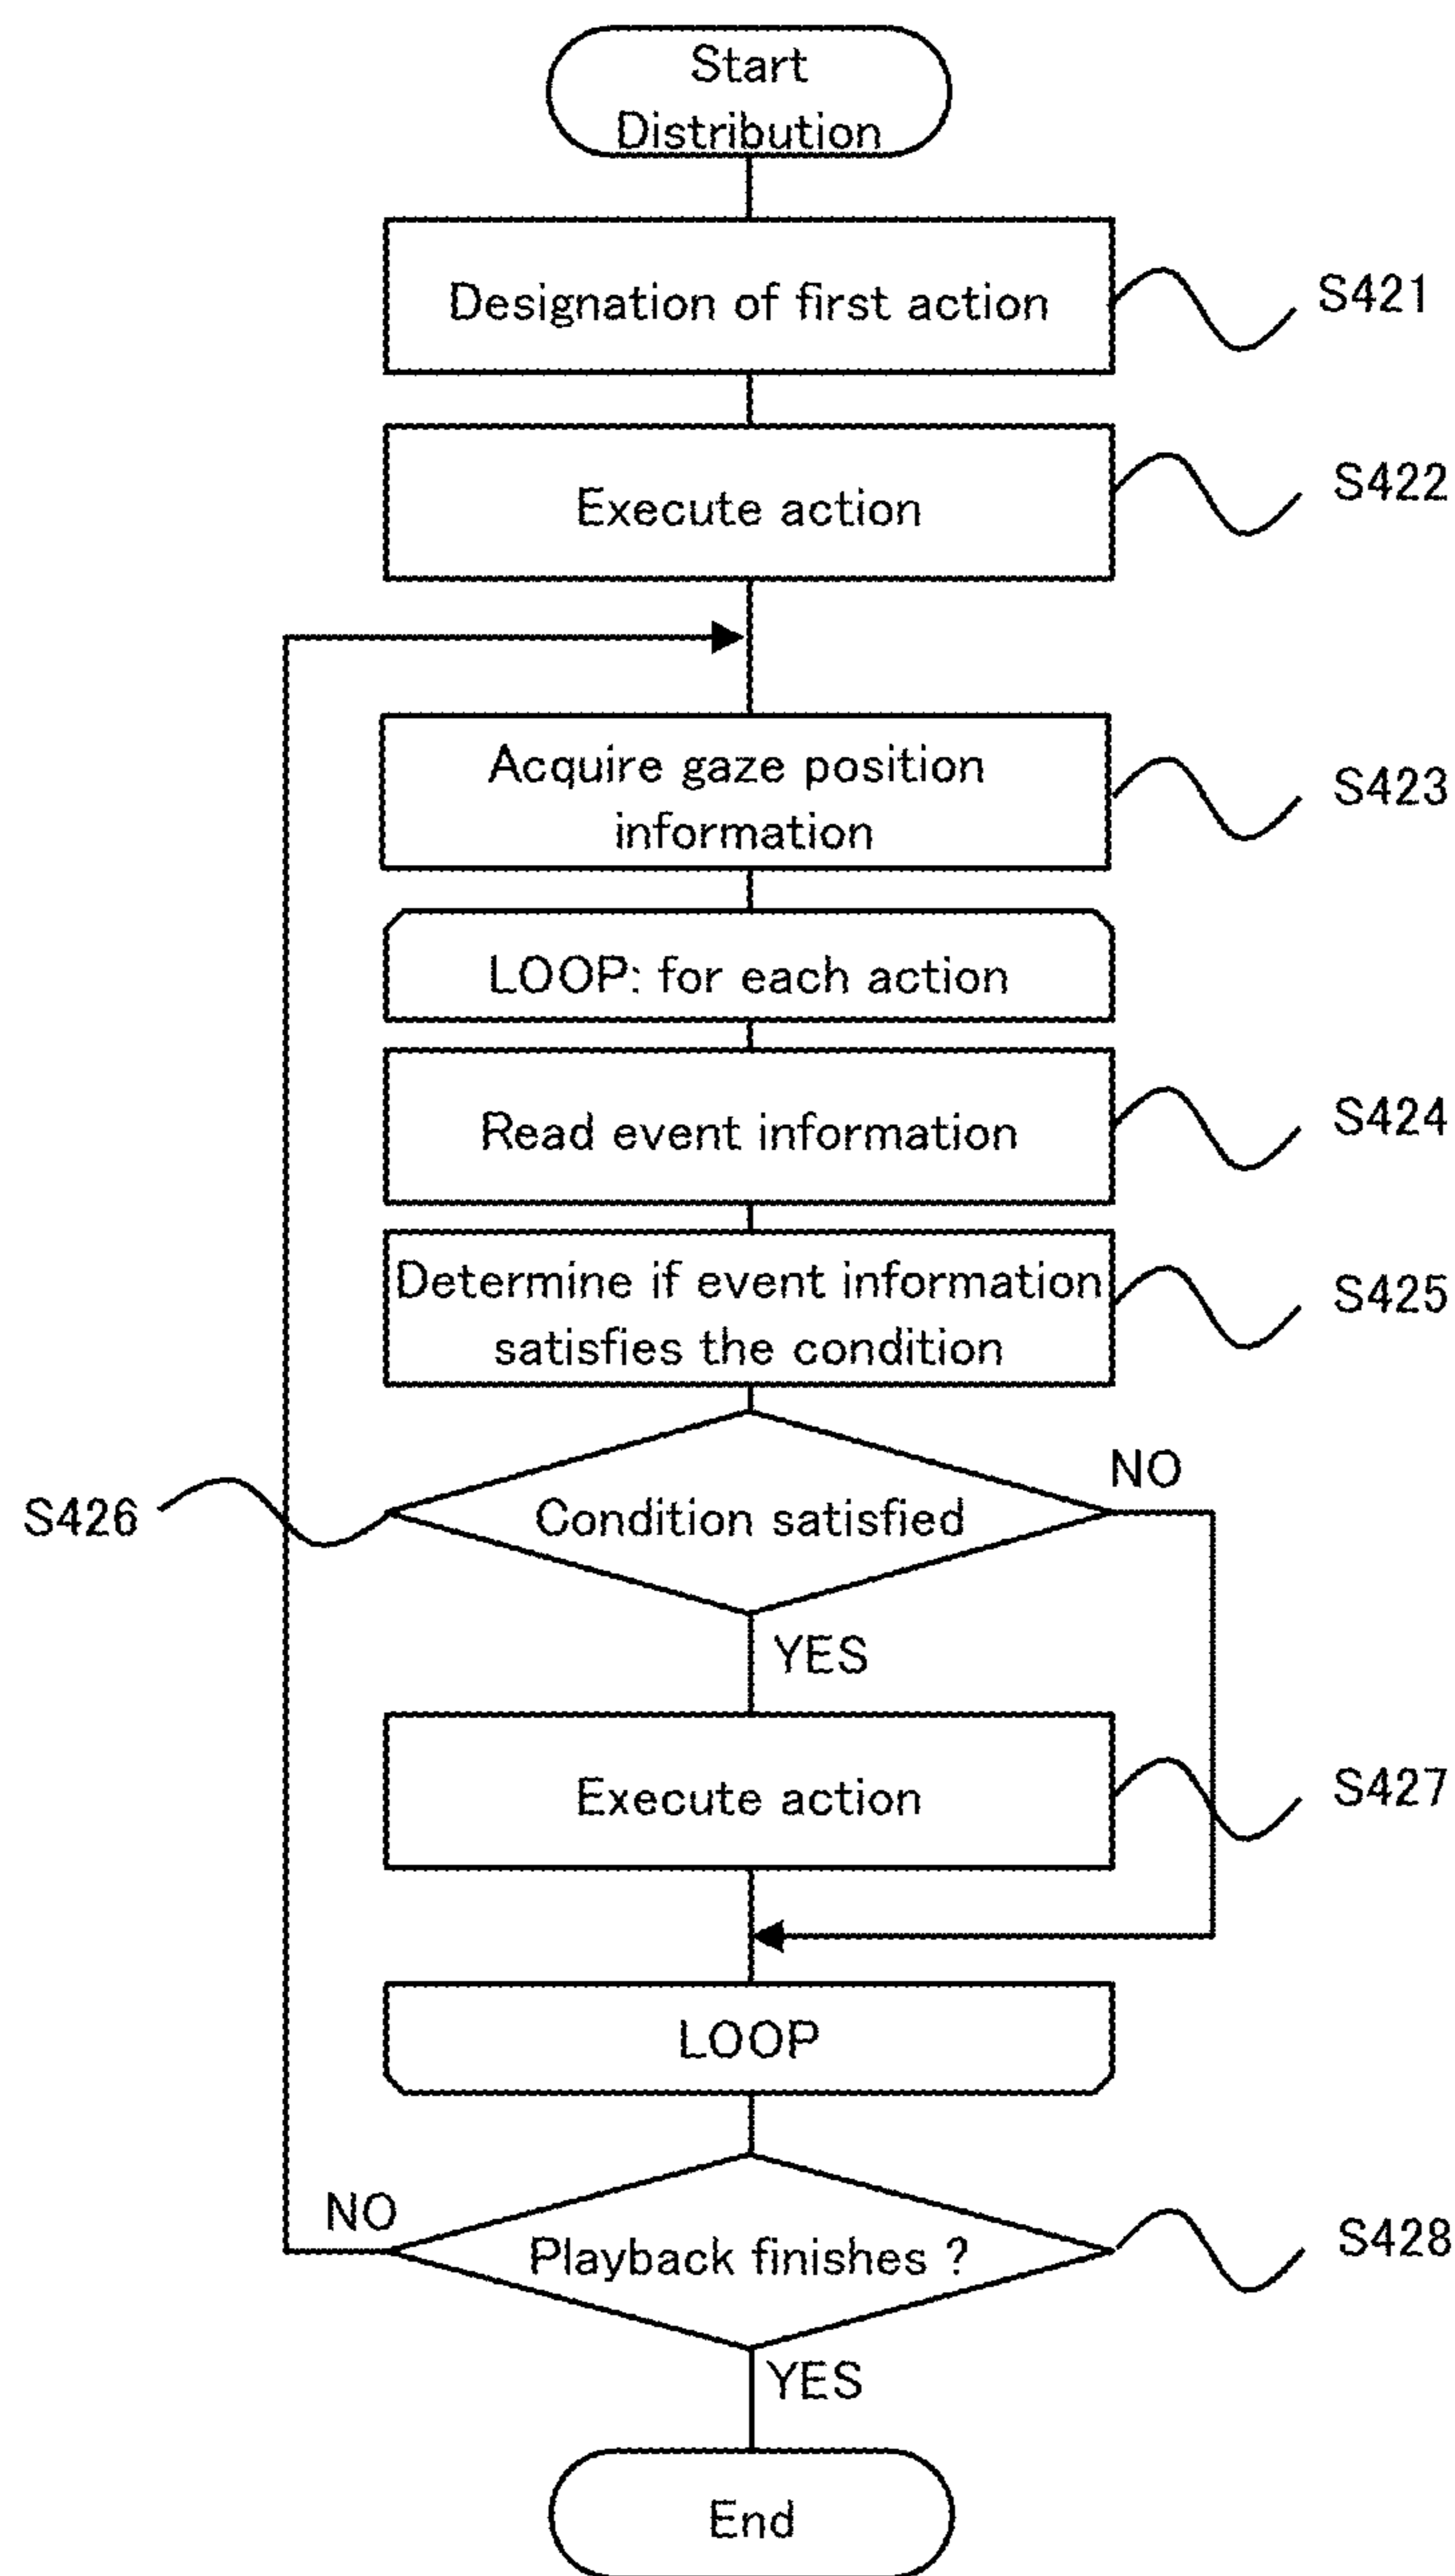 Start
Distribution
Designation of first action
S421
Execute action
S422
Acquire gaze position
information
S423
LOOP: for each action
Read event information
S424
Determine if event information
satisfies the condition
S425
S426
Condition satisfied
NO
YES
Execute action
S427
LOOP
NO
Playback finishes ?
S428
YES
End